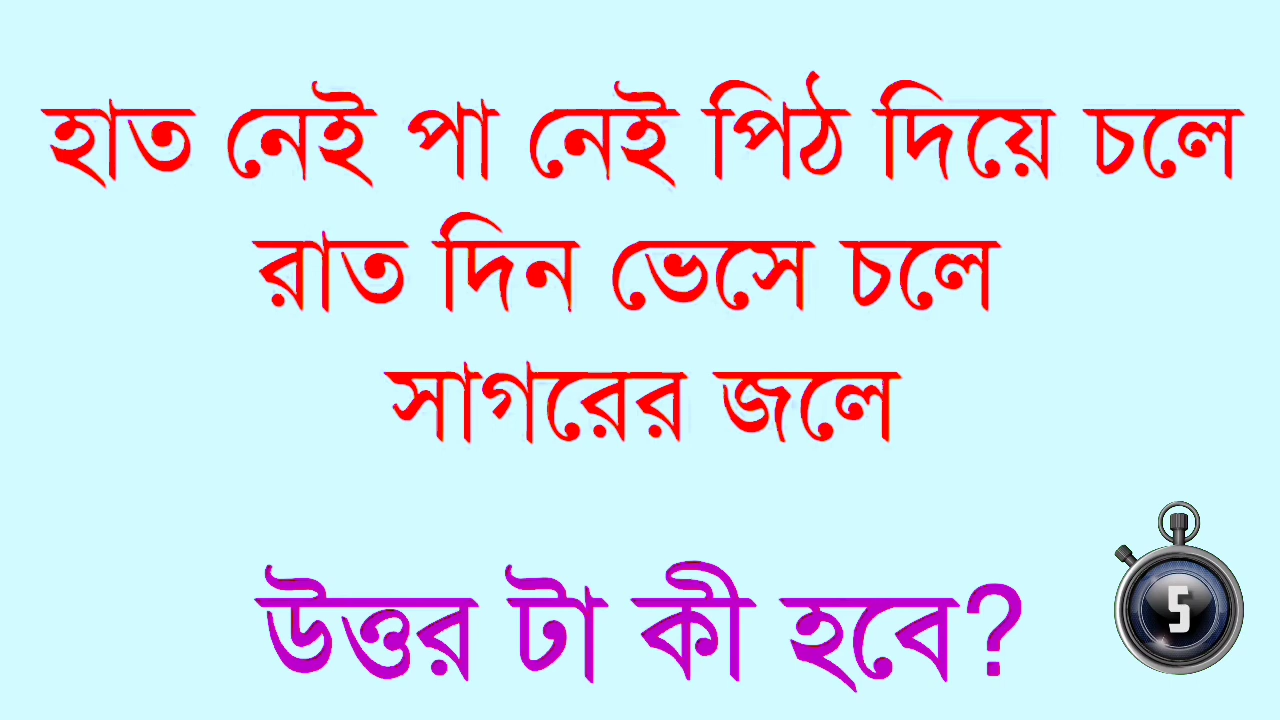 হাত নেই পা নেই পিঠ দিয়ে চলে
রাত দিন ভেসে চলে
সাগরের জলে
উত্তর টা কী হবে?
5